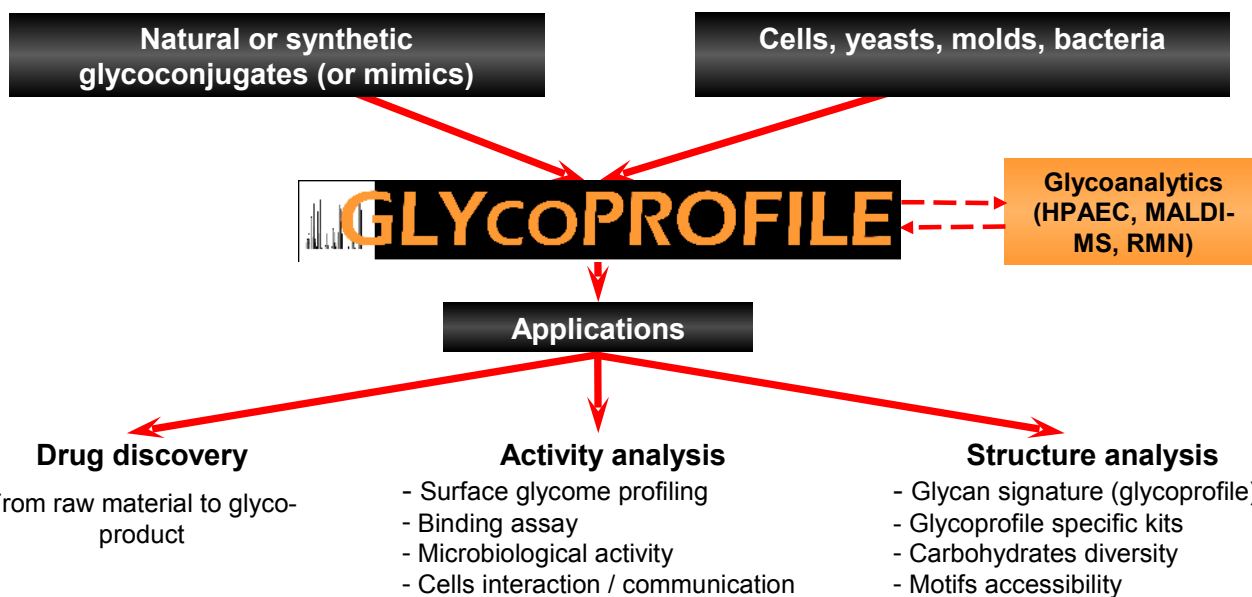 Natural or synthetic
glycoconjugates (or mimics)
Cells, yeasts, molds, bacteria
GLYCOPROFILE
Glycoanalytics
(HPAEC, MALDI-
MS, RMN)
Applications
Drug discovery
from raw material to glyco-
product
Activity analysis
- Surface glycome profiling
- Binding assay
- Microbiological activity
- Cells interaction / communication
Structure analysis
- Glycan signature (glycoprofile)
- Glycoprofile specific kits
- Carbohydrates diversity
- Motifs accessibility